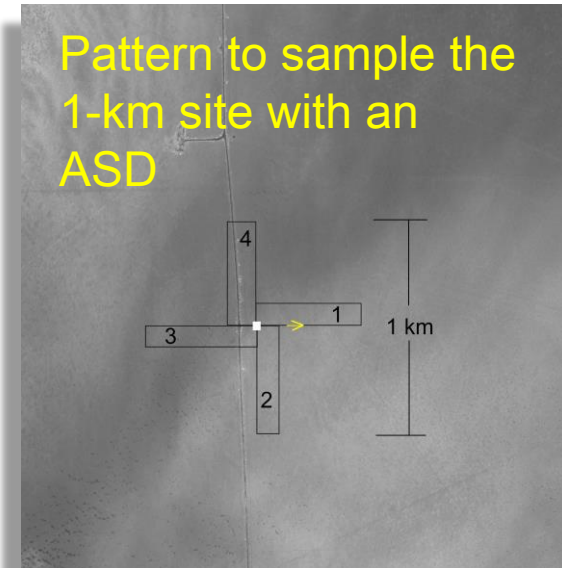 Pattern to sample the
1-km site with an
ASD
4
1
3
1 km
2